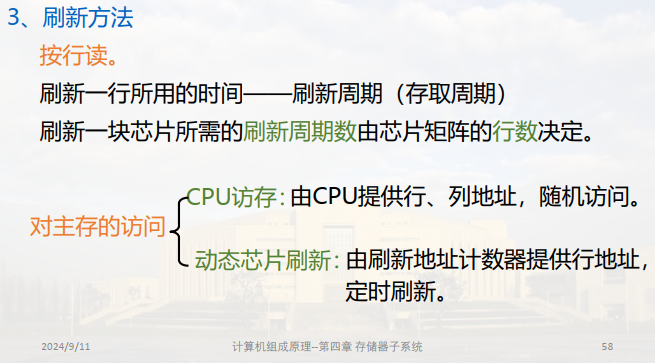 3、刷新方法
按行读。
刷新一行所用的时间——刷新周期（存取周期）
刷新一块芯片所需的刷新周期数由芯片矩阵的行数决定。
对主存的访问
CPU访存：由CPU提供行、列地址，随机访问。
动态芯片刷新：由刷新地址计数器提供行地址，
定时刷新。
2024/9/11 计算机组成原理--第四章 存储器子系统 58